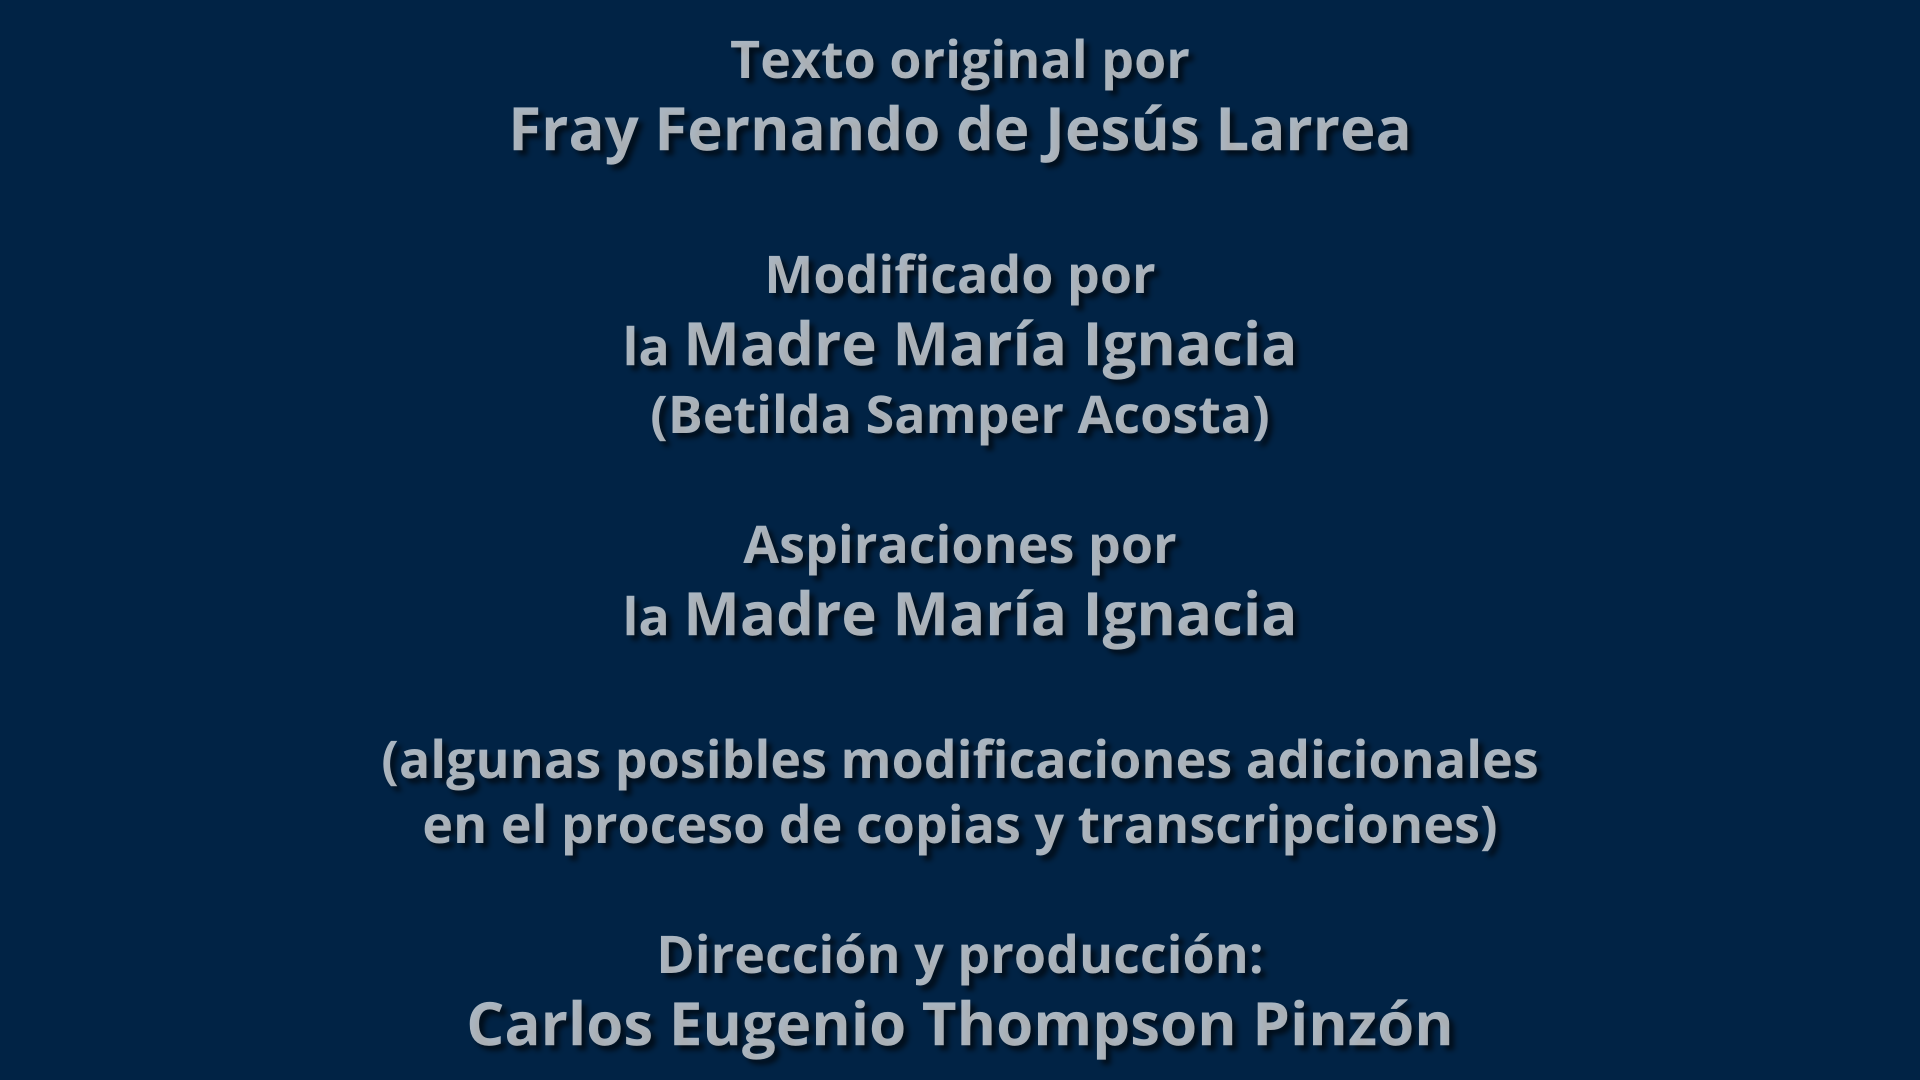 Texto original por
Fray Fernando de Jesús Larrea
Modificado por
la Madre María Ignacia
(Betilda Samper Acosta)
Aspiraciones por
la Madre María Ignacia
(algunas posibles modificaciones adicionales
en el proceso de copias y transcripciones)
Dirección y producción:
Carlos Eugenio Thompson Pinzón